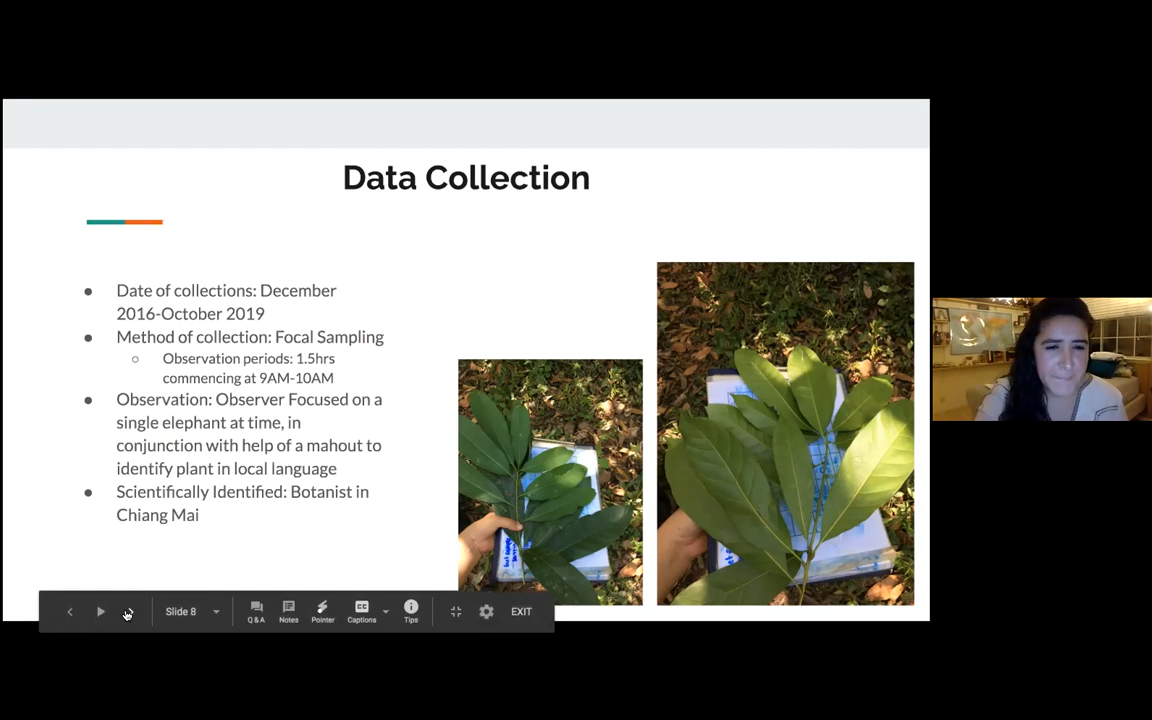 Data Collection
Date of collections: December
2016-October 2019
Method of collection: Focal Sampling
Observation periods: 1.5hrs
commencing at 9AM-10AM
Observation: Observer Focused on a
single elephant at time, in
conjunction with help of a mahout to
identify plant in local language
Scientifically Identified: Botanist in
Chiang Mai
Slide 8
Q & A
Notes
Pointer
CC
Captions
Tips
EXIT